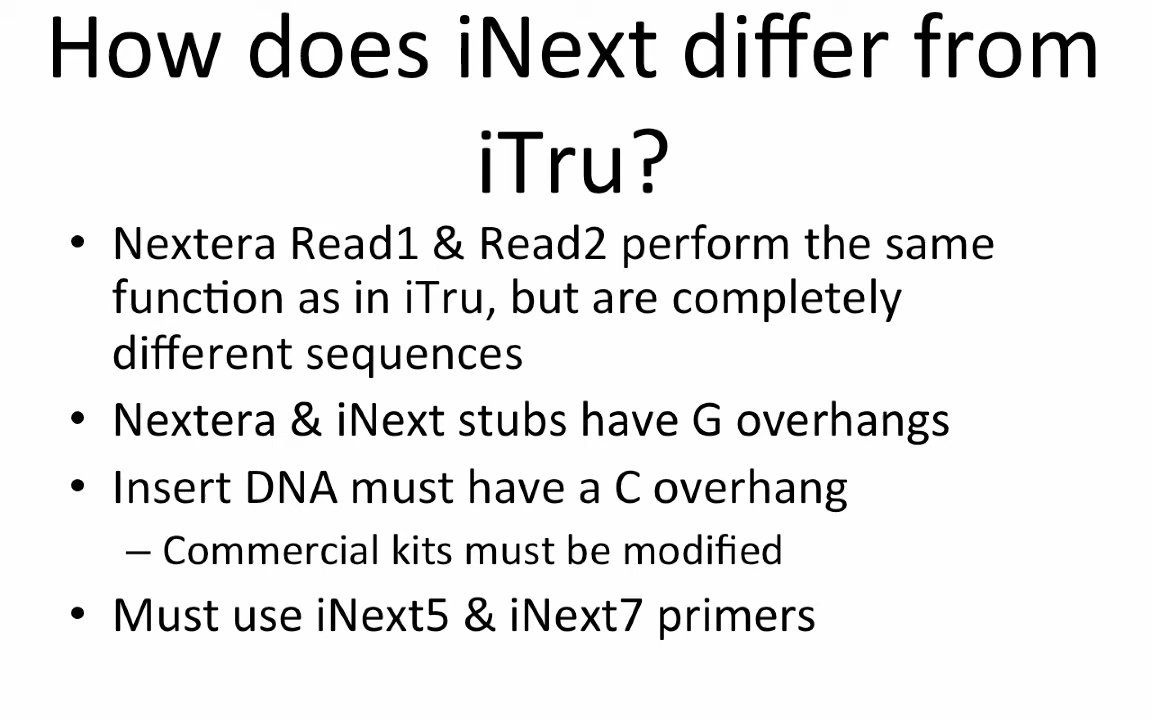 How does iNext differ from
iTru?
• Nextera Read1 & Read2 perform the same
function as in iTru, but are completely
different sequences
• Nextera & iNext stubs have G overhangs
• Insert DNA must have a C overhang
– Commercial kits must be modified
• Must use iNext5 & iNext7 primers